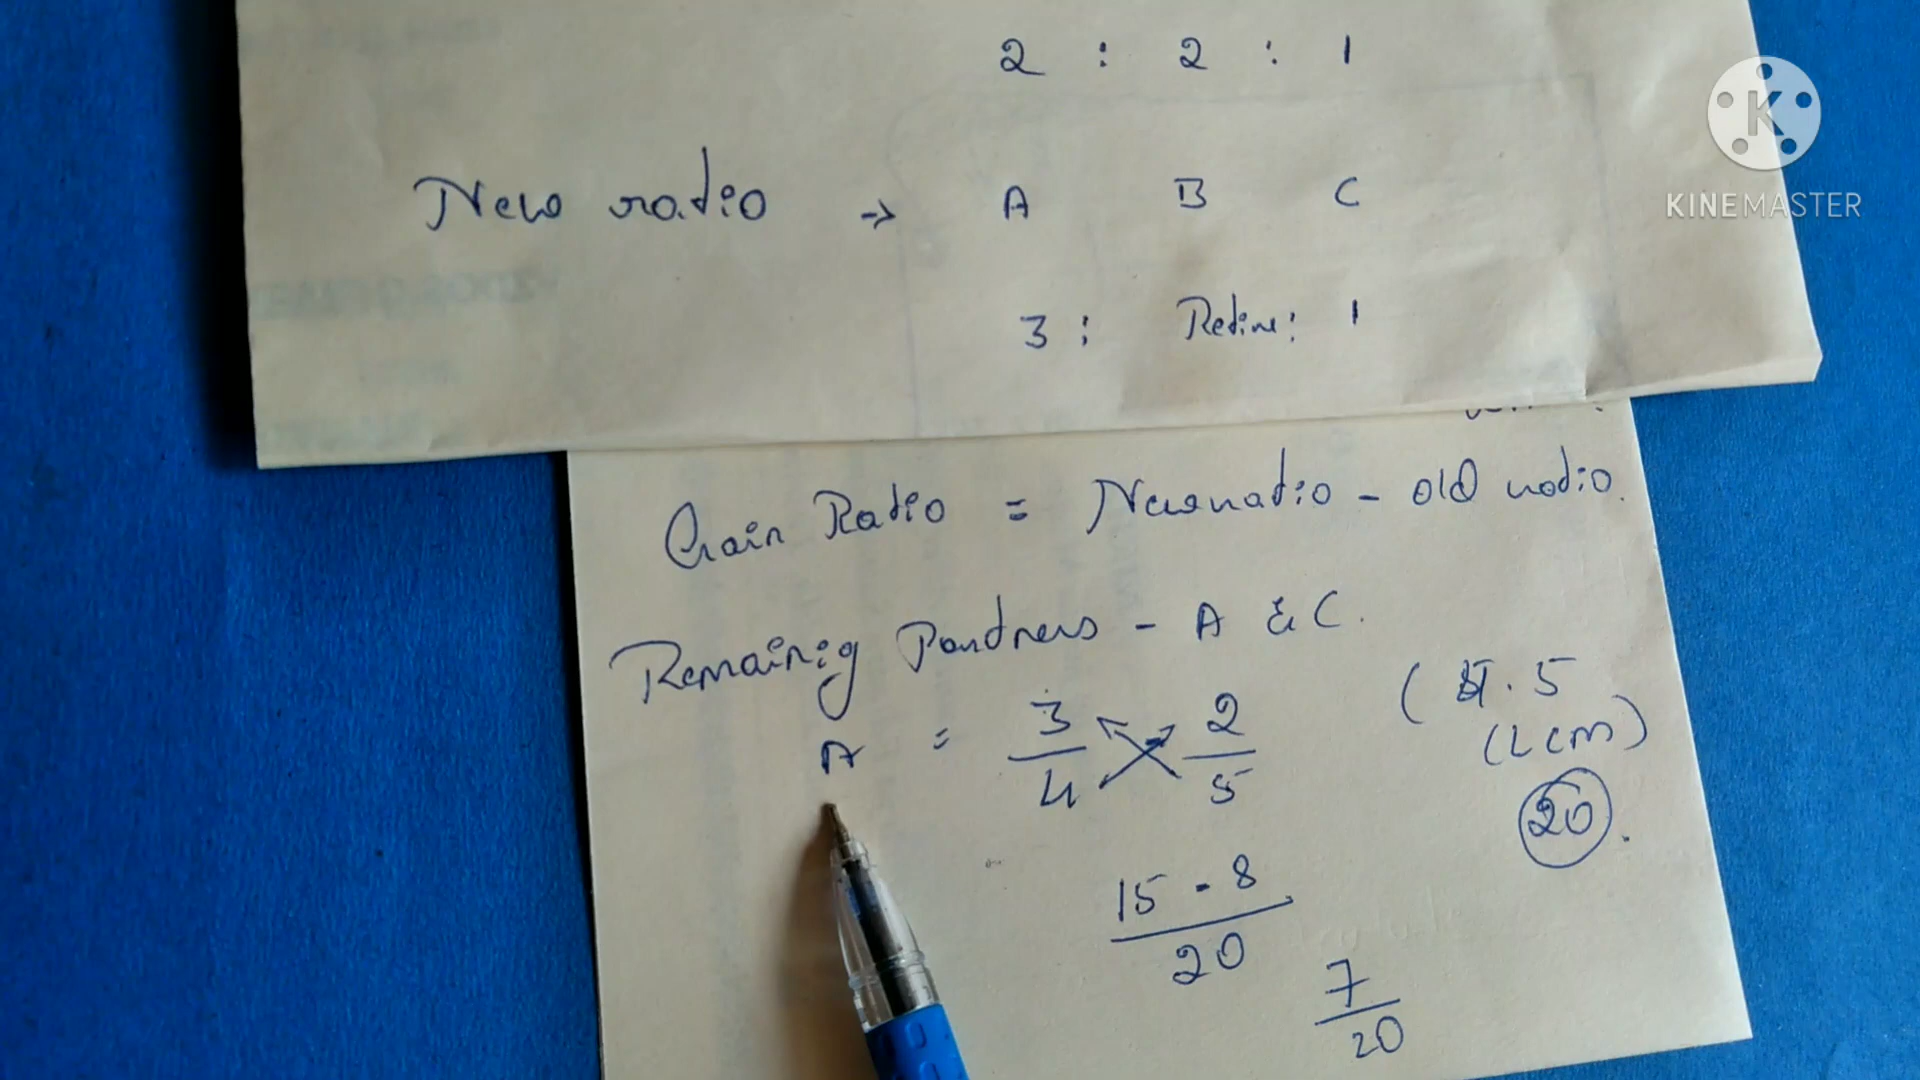 2 : 2 : 1
K
KINEMASTER
New ratio → A B C
3 : Retire : 1
Gain Ratio = New ratio - old ratio.
Remainig Partners - A & C.
A = 3/4 2/5
( 4. 5
(Lcm)
20.
15 - 8
20
7
20